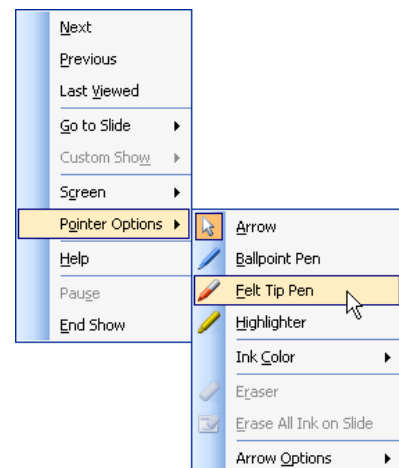 Next
Previous
Last Viewed
Go to Slide
Custom Show
Screen
Pointer Options
Help
Pause
End Show
Arrow
Ballpoint Pen
Felt Tip Pen
Highlighter
Ink Color
Eraser
Erase All Ink on Slide
Arrow Options